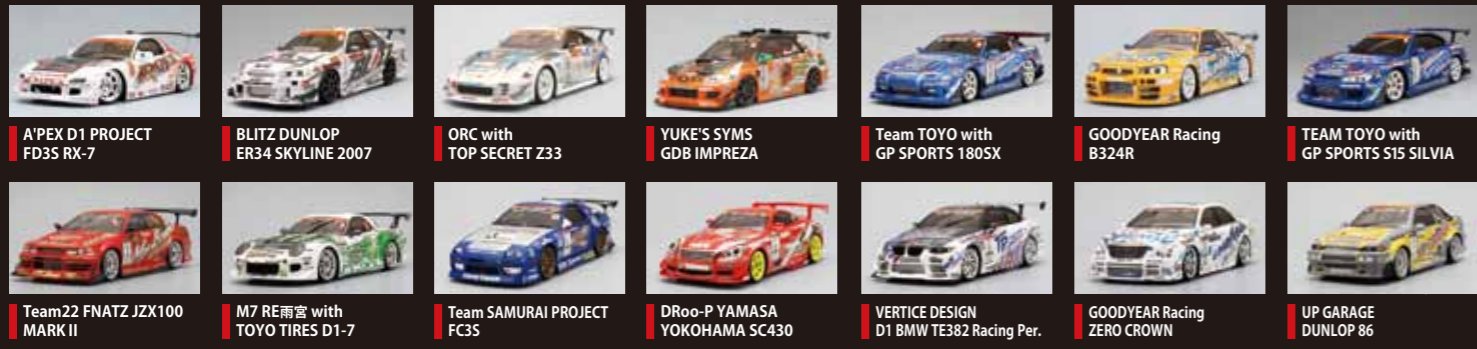 A'PEX D1 PROJECT
FD3S RX-7
BLITZ DUNLOP
ER34 SKYLINE 2007
ORC with
TOP SECRET Z33
YUKE'S SYMS
GDB IMPREZA
Team TOYO with
GP SPORTS 180SX
GOODYEAR Racing
B324R
TEAM TOYO with
GP SPORTS S15 SILVIA
Team22 FNATZ JZX100
MARK II
M7 RE雨宮 with
TOYO TIRES D1-7
Team SAMURAI PROJECT
FC3S
DRoo-P YAMASA
YOKOHAMA SC430
VERTICE DESIGN
D1 BMW TE382 Racing Per.
GOODYEAR Racing
ZERO CROWN
UP GARAGE
DUNLOP 86